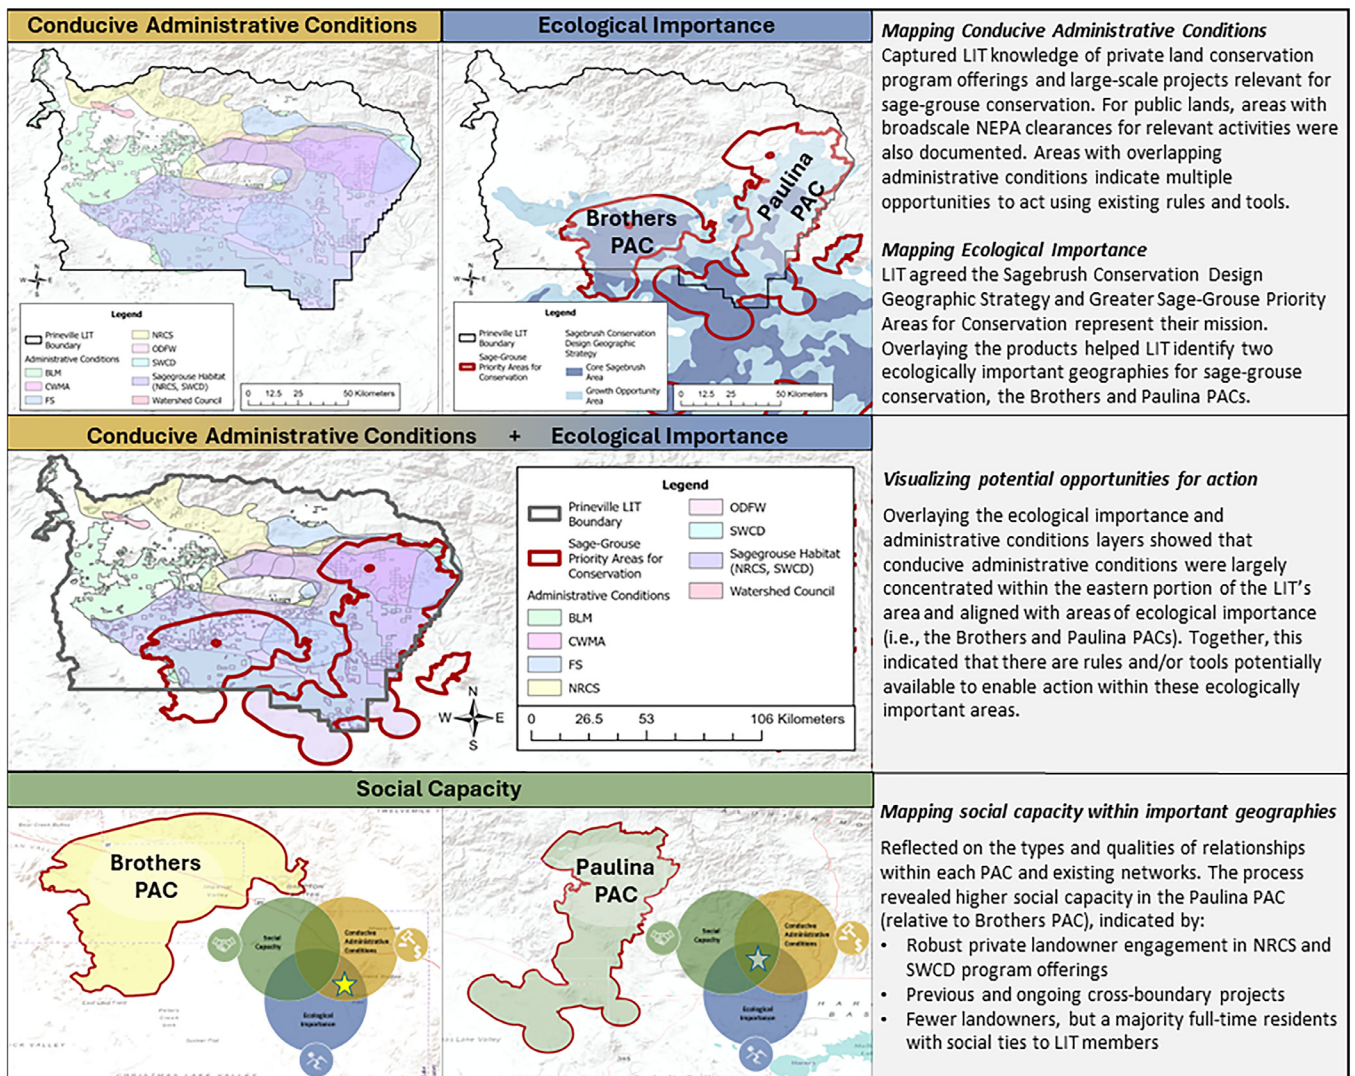 Conducive Administrative Conditions
Ecological Importance
Legend
Prineville LIT
Boundary
Administrative Conditions
BLM
CWMA
FS
NRCS
ODFW
SWCD
Sagegrouse Habitat
(NRCS, SWCD)
Watershed Council
0 12.5 25 50 Kilometers
N
W E
S
Brothers
PAC
Paulina
PAC
N
W E
S
Legend
Prineville LIT
Boundary
Sage-Grouse
Priority Areas for
Conservation
Sagebrush Conservation
Design Geographic
Strategy
Core Sagebrush
Area
Growth Opportunity
Area
0 12.5 25 50 Kilometers
Mapping Conducive Administrative Conditions
Captured LIT knowledge of private land conservation
program offerings and large-scale projects relevant for
sage-grouse conservation. For public lands, areas with
broadscale NEPA clearances for relevant activities were
also documented. Areas with overlapping
administrative conditions indicate multiple
opportunities to act using existing rules and tools.
Mapping Ecological Importance
LIT agreed the Sagebrush Conservation Design
Geographic Strategy and Greater Sage-Grouse Priority
Areas for Conservation represent their mission.
Overlaying the products helped LIT identify two
ecologically important geographies for sage-grouse
conservation, the Brothers and Paulina PACs.
Conducive Administrative Conditions + Ecological Importance
Legend
Prineville LIT
Boundary
Sage-Grouse
Priority Areas for
Conservation
Administrative Conditions
BLM
CWMA
FS
NRCS
ODFW
SWCD
Sagegrouse Habitat
(NRCS, SWCD)
Watershed Council
0 26.5 53 106 Kilometers
N
W E
S
Visualizing potential opportunities for action
Overlaying the ecological importance and
administrative conditions layers showed that
conducive administrative conditions were largely
concentrated within the eastern portion of the LIT's
area and aligned with areas of ecological importance
(i.e., the Brothers and Paulina PACs). Together, this
indicated that there are rules and/or tools potentially
available to enable action within these ecologically
important areas.
Social Capacity
Brothers
PAC
Social
Capacity
Conducive
Administrative
Conditions
Ecological
Importance
Paulina
PAC
Social
Capacity
Conducive
Administrative
Conditions
Ecological
Importance
Mapping social capacity within important geographies
Reflected on the types and qualities of relationships
within each PAC and existing networks. The process
revealed higher social capacity in the Paulina PAC
(relative to Brothers PAC), indicated by:
• Robust private landowner engagement in NRCS and
SWCD program offerings
• Previous and ongoing cross-boundary projects
• Fewer landowners, but a majority full-time residents
with social ties to LIT members